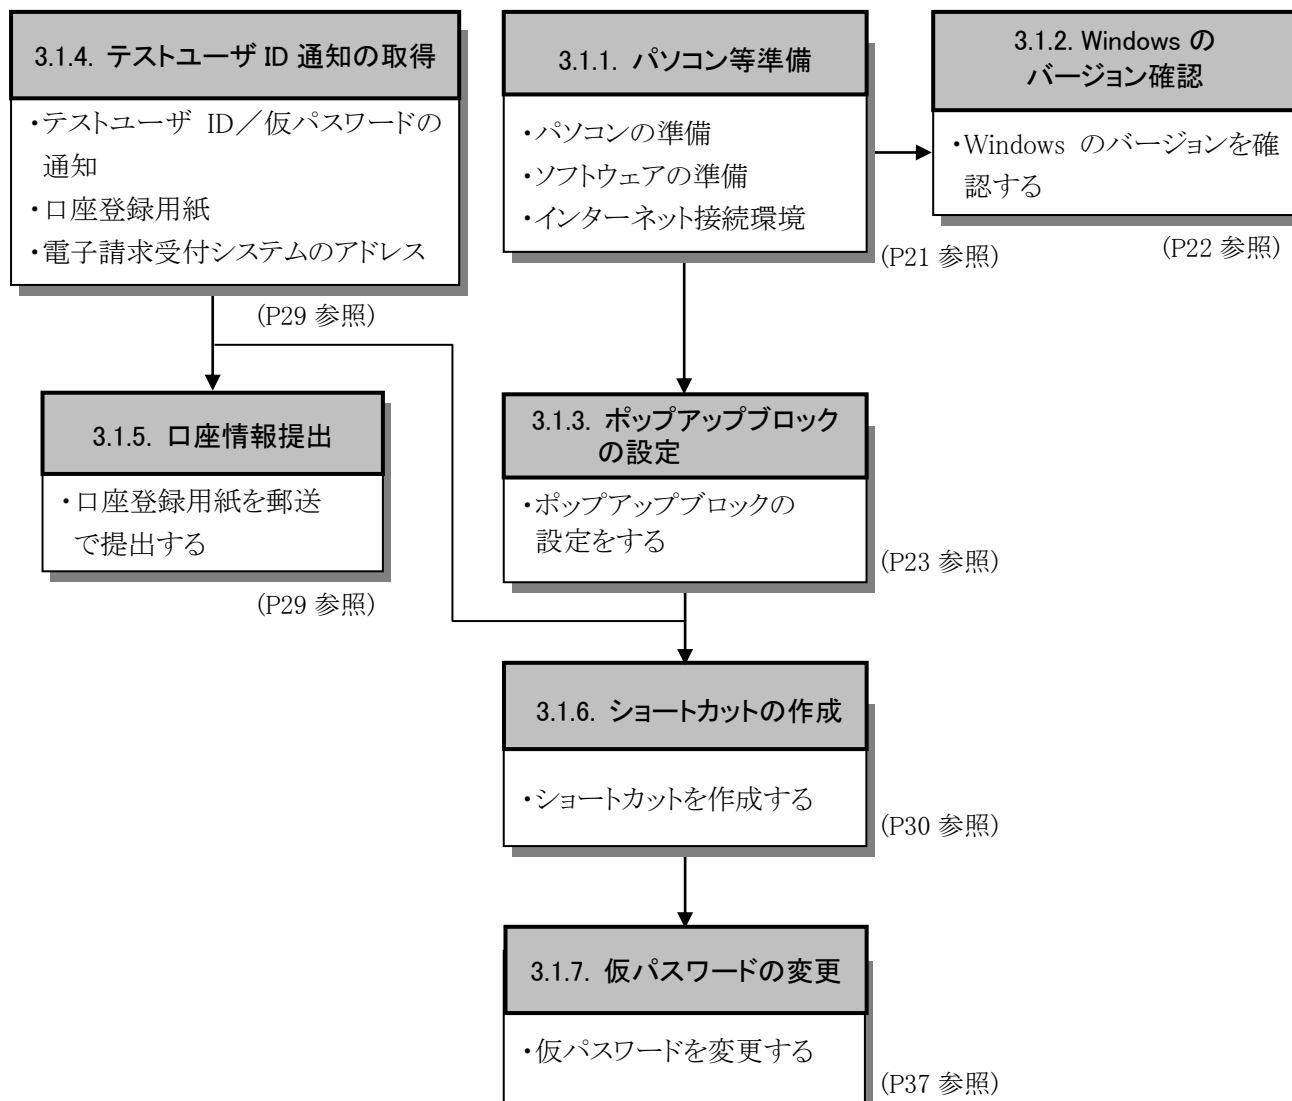 3.1.4. テストユーザ ID 通知の取得
・テストユーザ ID／仮パスワードの
通知
・口座登録用紙
・電子請求受付システムのアドレス
(P29 参照)
3.1.1. パソコン等準備
・パソコンの準備
・ソフトウェアの準備
・インターネット接続環境
(P21 参照)
3.1.2. Windows の
バージョン確認
・Windows のバージョンを確
認する
(P22 参照)
3.1.5. 口座情報提出
・口座登録用紙を郵送
で提出する
(P29 参照)
3.1.3. ポップアップブロック
の設定
・ポップアップブロックの
設定をする
(P23 参照)
3.1.6. ショートカットの作成
・ショートカットを作成する
(P30 参照)
3.1.7. 仮パスワードの変更
・仮パスワードを変更する
(P37 参照)